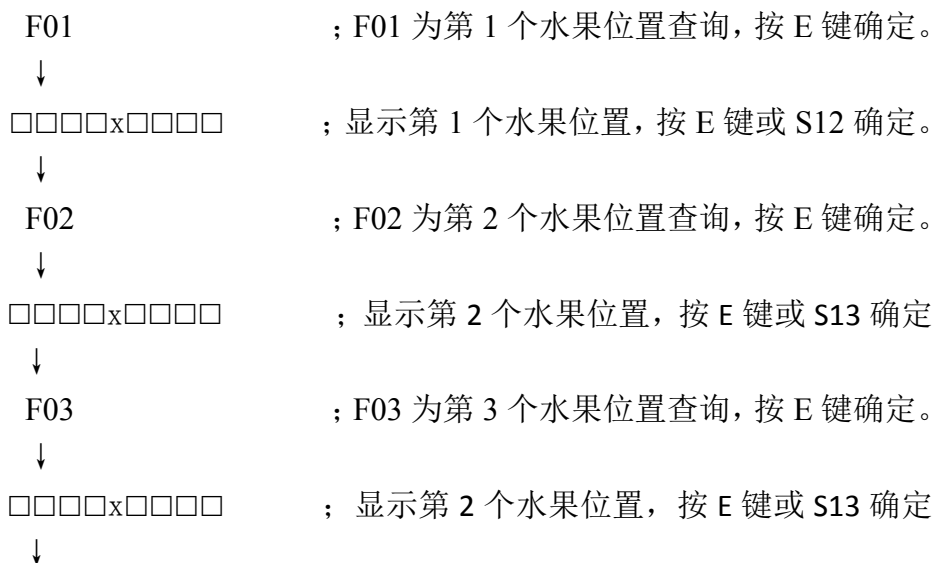 F01 ；F01 为第 1 个水果位置查询，按 E 键确定。
↓
□□□□x□□□□ ；显示第 1 个水果位置，按 E 键或 S12 确定。
↓
F02 ；F02 为第 2 个水果位置查询，按 E 键确定。
↓
□□□□x□□□□ ；显示第 2 个水果位置，按 E 键或 S13 确定
↓
F03 ；F03 为第 3 个水果位置查询，按 E 键确定。
↓
□□□□x□□□□ ；显示第 2 个水果位置，按 E 键或 S13 确定
↓